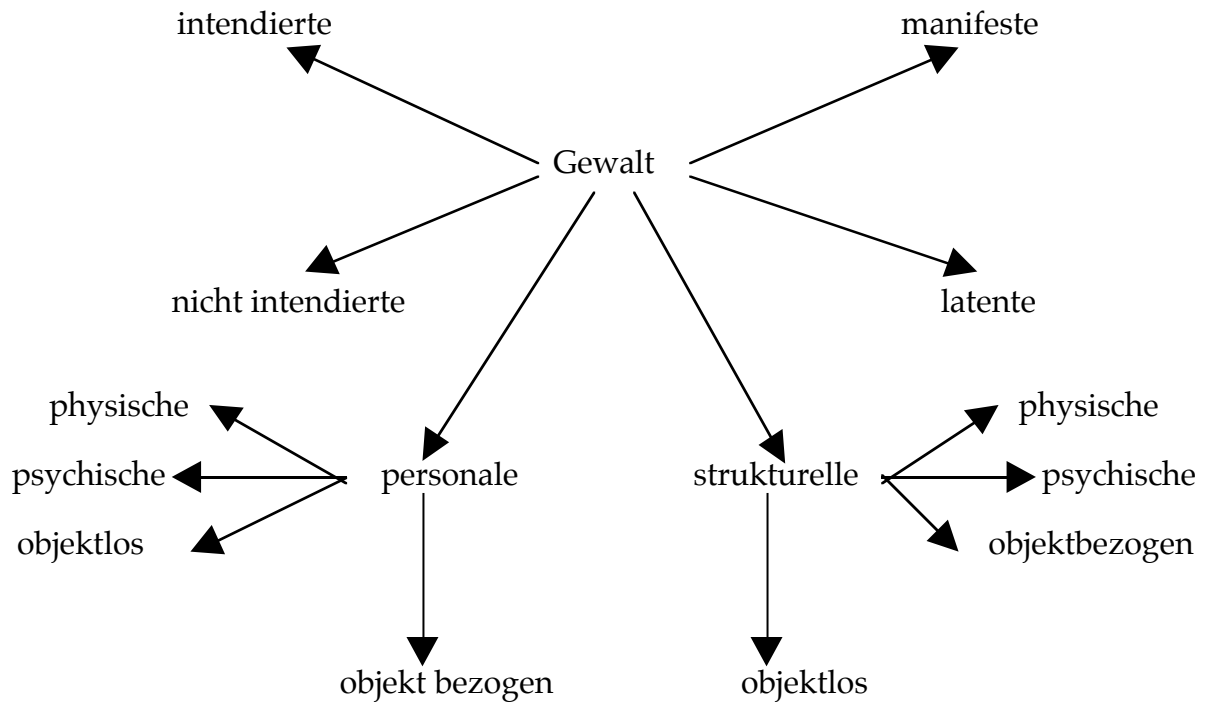 intendierte
manifeste
Gewalt
nicht intendierte
latente
physische
physische
psychische
personale
strukturelle
psychische
objektlos
objektbezogen
objekt bezogen
objektlos